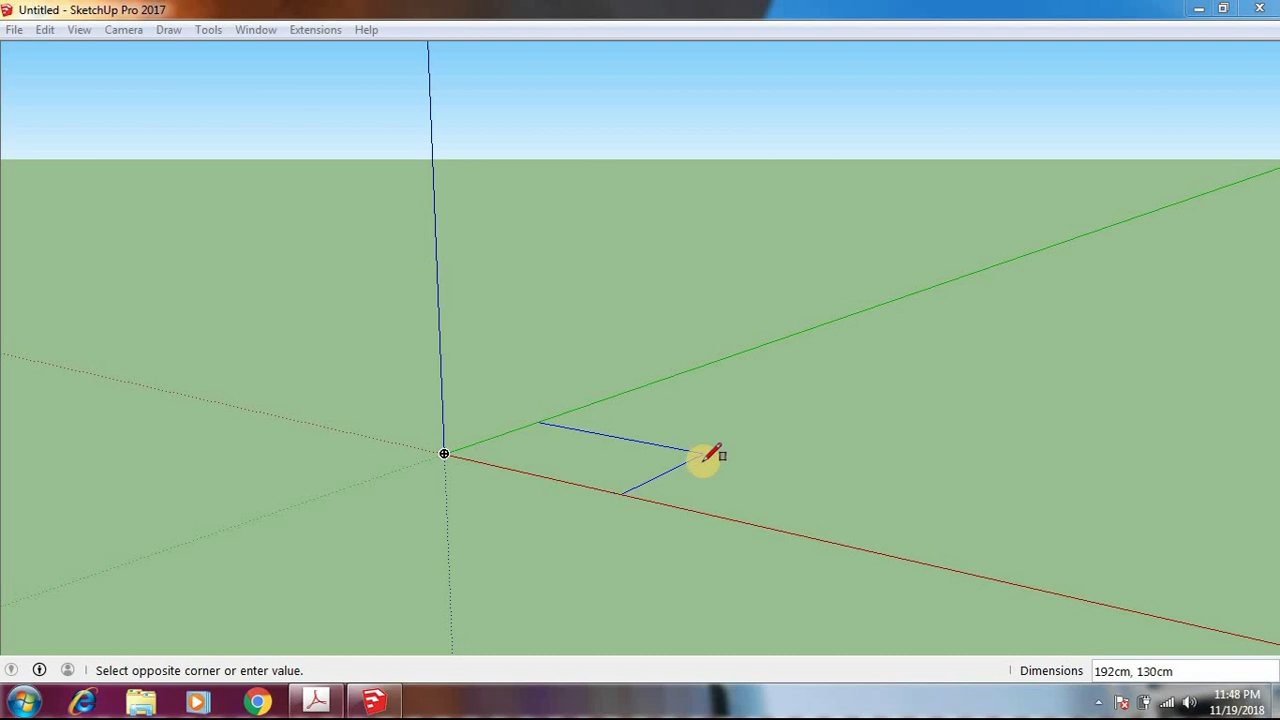 Untitled - SketchUp Pro 2017
File Edit View Camera Draw Tools Window Extensions Help
Select opposite corner or enter value. Dimensions 192cm, 130cm
11:48 PM
11/19/2018